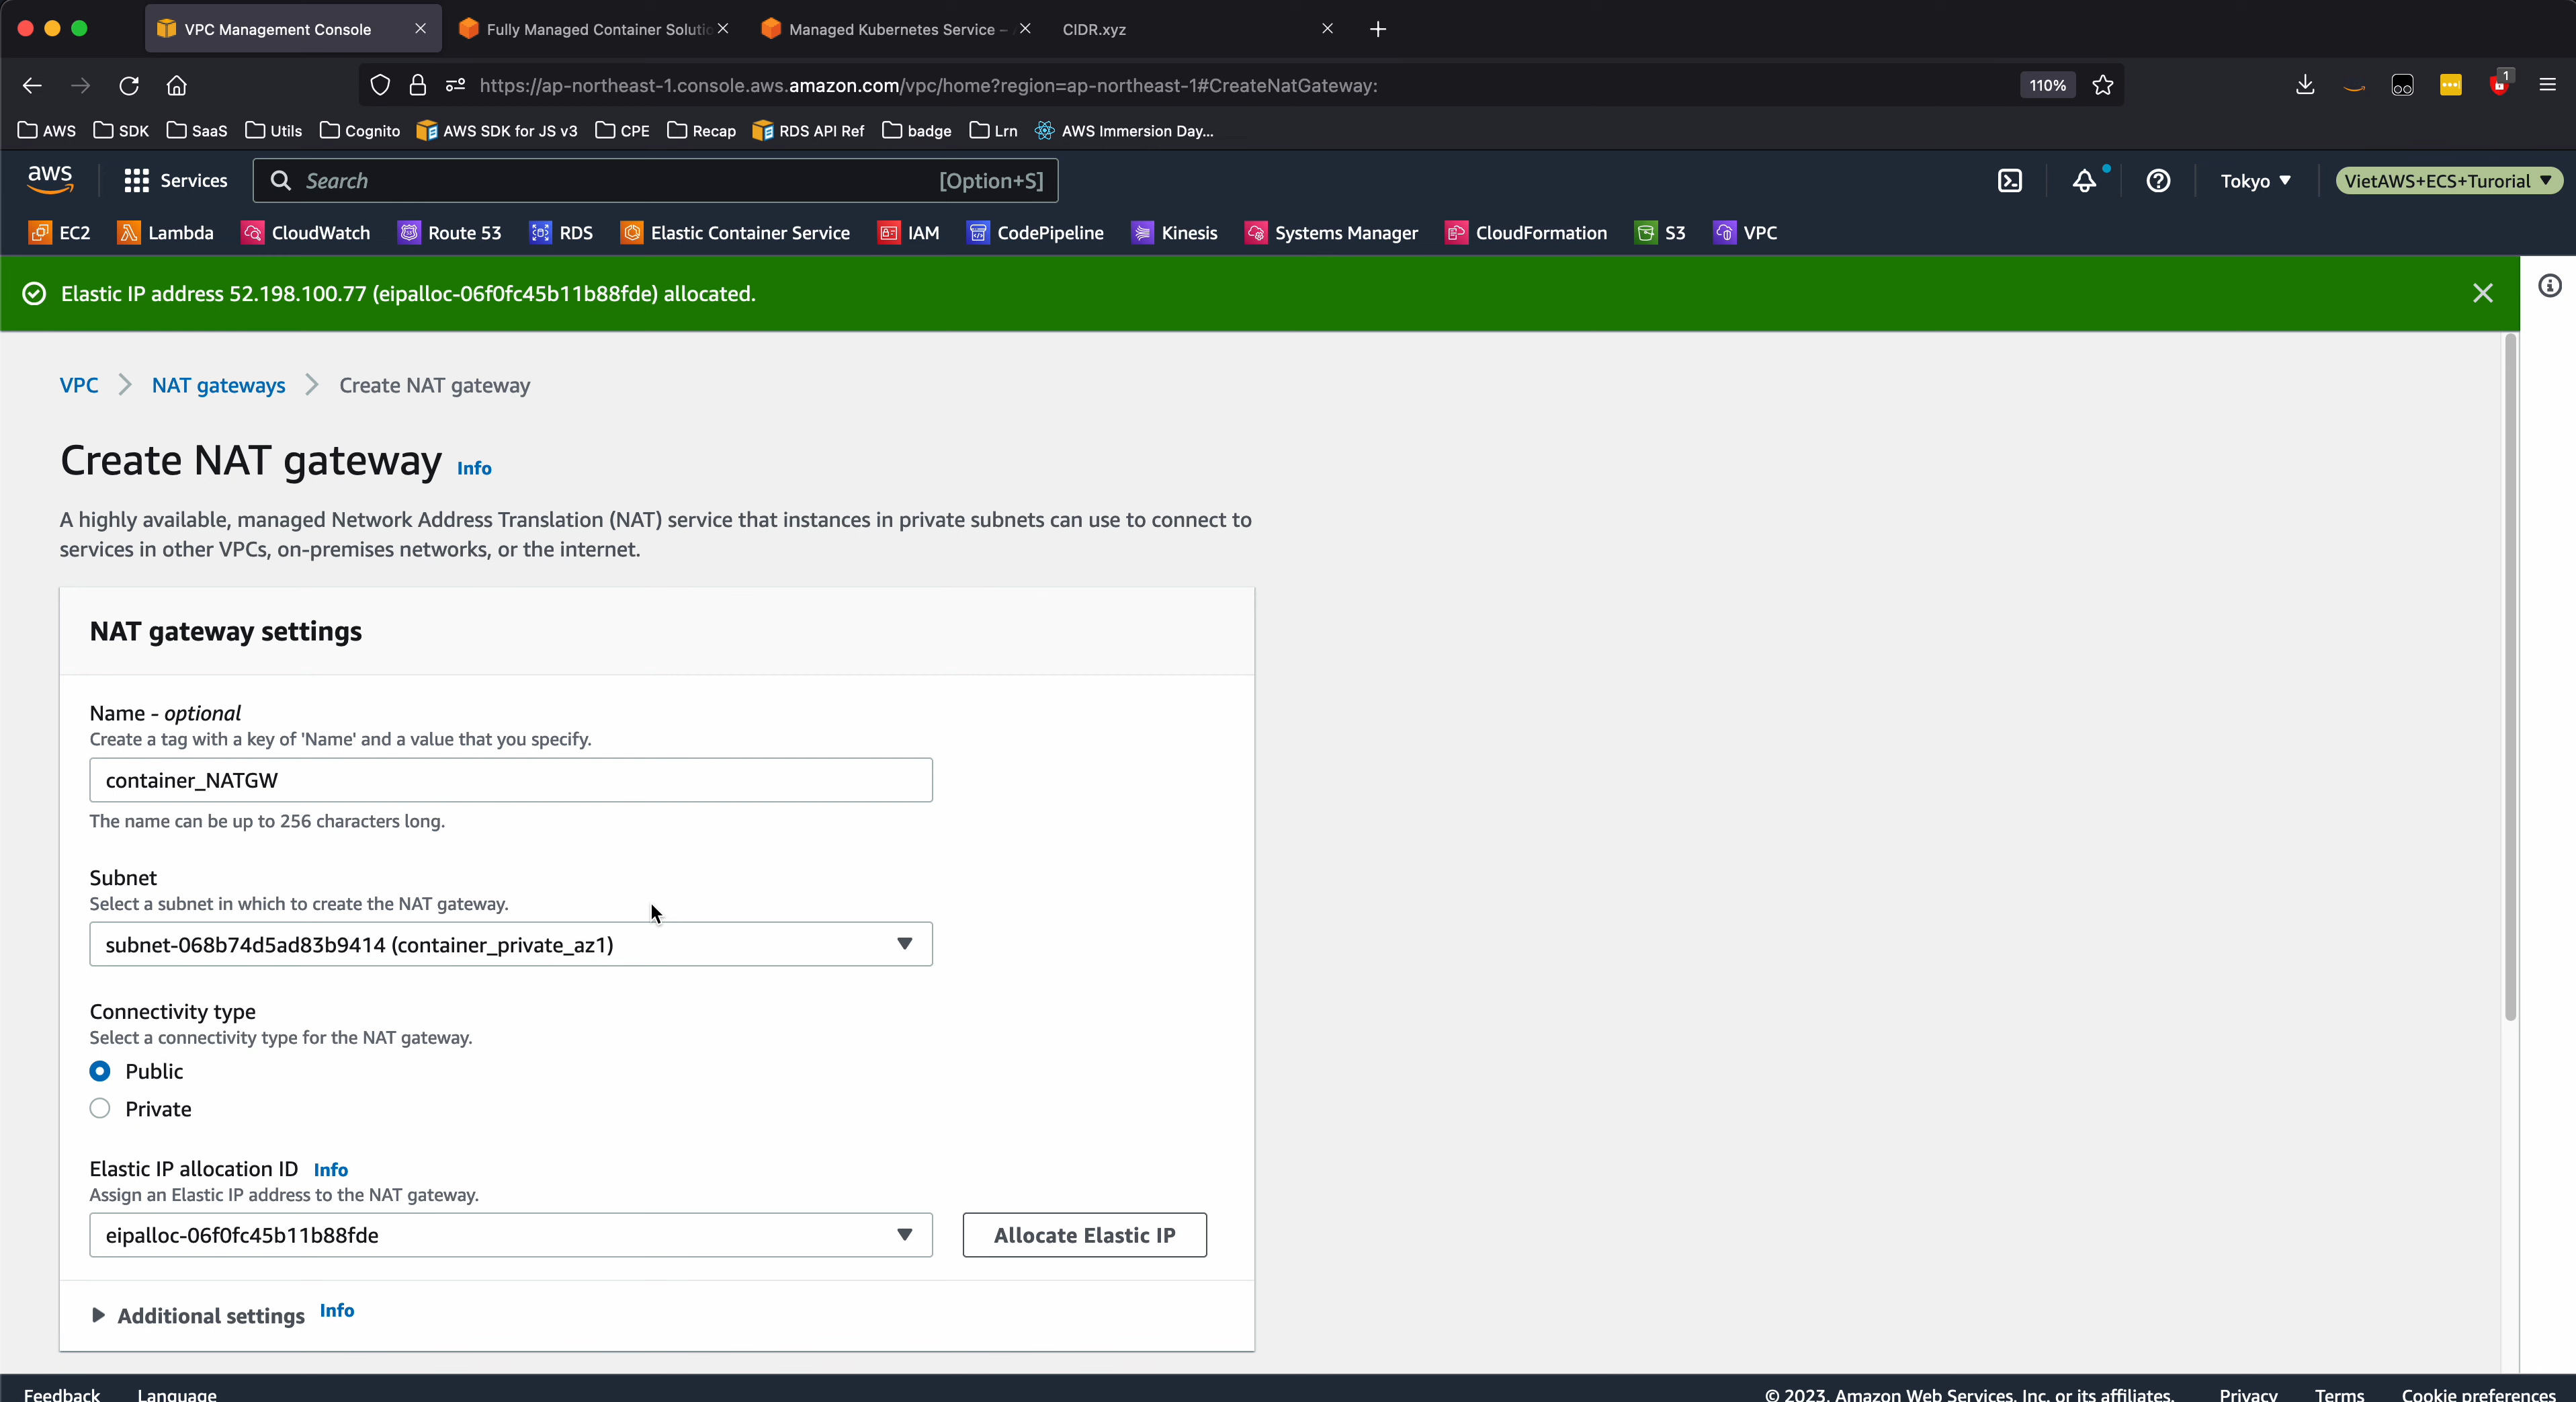 VPC Management Console
Fully Managed Container Solutio
Managed Kubernetes Service –
CIDR.xyz
https://ap-northeast-1.console.aws.amazon.com/vpc/home?region=ap-northeast-1#CreateNatGateway:
110%
1
AWS SDK SaaS Utils Cognito AWS SDK for JS v3 CPE Recap RDS API Ref badge Lrn AWS Immersion Day...
aws Services Search [Option+S] Tokyo VietAWS+ECS+Turorial
EC2 Lambda CloudWatch Route 53 RDS Elastic Container Service IAM CodePipeline Kinesis Systems Manager CloudFormation S3 VPC
Elastic IP address 52.198.100.77 (eipalloc-06f0fc45b11b88fde) allocated.
VPC > NAT gateways > Create NAT gateway
Create NAT gateway Info
A highly available, managed Network Address Translation (NAT) service that instances in private subnets can use to connect to
services in other VPCs, on-premises networks, or the internet.
NAT gateway settings
Name - optional
Create a tag with a key of 'Name' and a value that you specify.
container_NATGW
The name can be up to 256 characters long.
Subnet
Select a subnet in which to create the NAT gateway.
subnet-068b74d5ad83b9414 (container_private_az1)
Connectivity type
Select a connectivity type for the NAT gateway.
Public
Private
Elastic IP allocation ID Info
Assign an Elastic IP address to the NAT gateway.
eipalloc-06f0fc45b11b88fde
Allocate Elastic IP
Additional settings Info
Feedback Language © 2023, Amazon Web Services, Inc. or its affiliates. Privacy Terms Cookie preferences